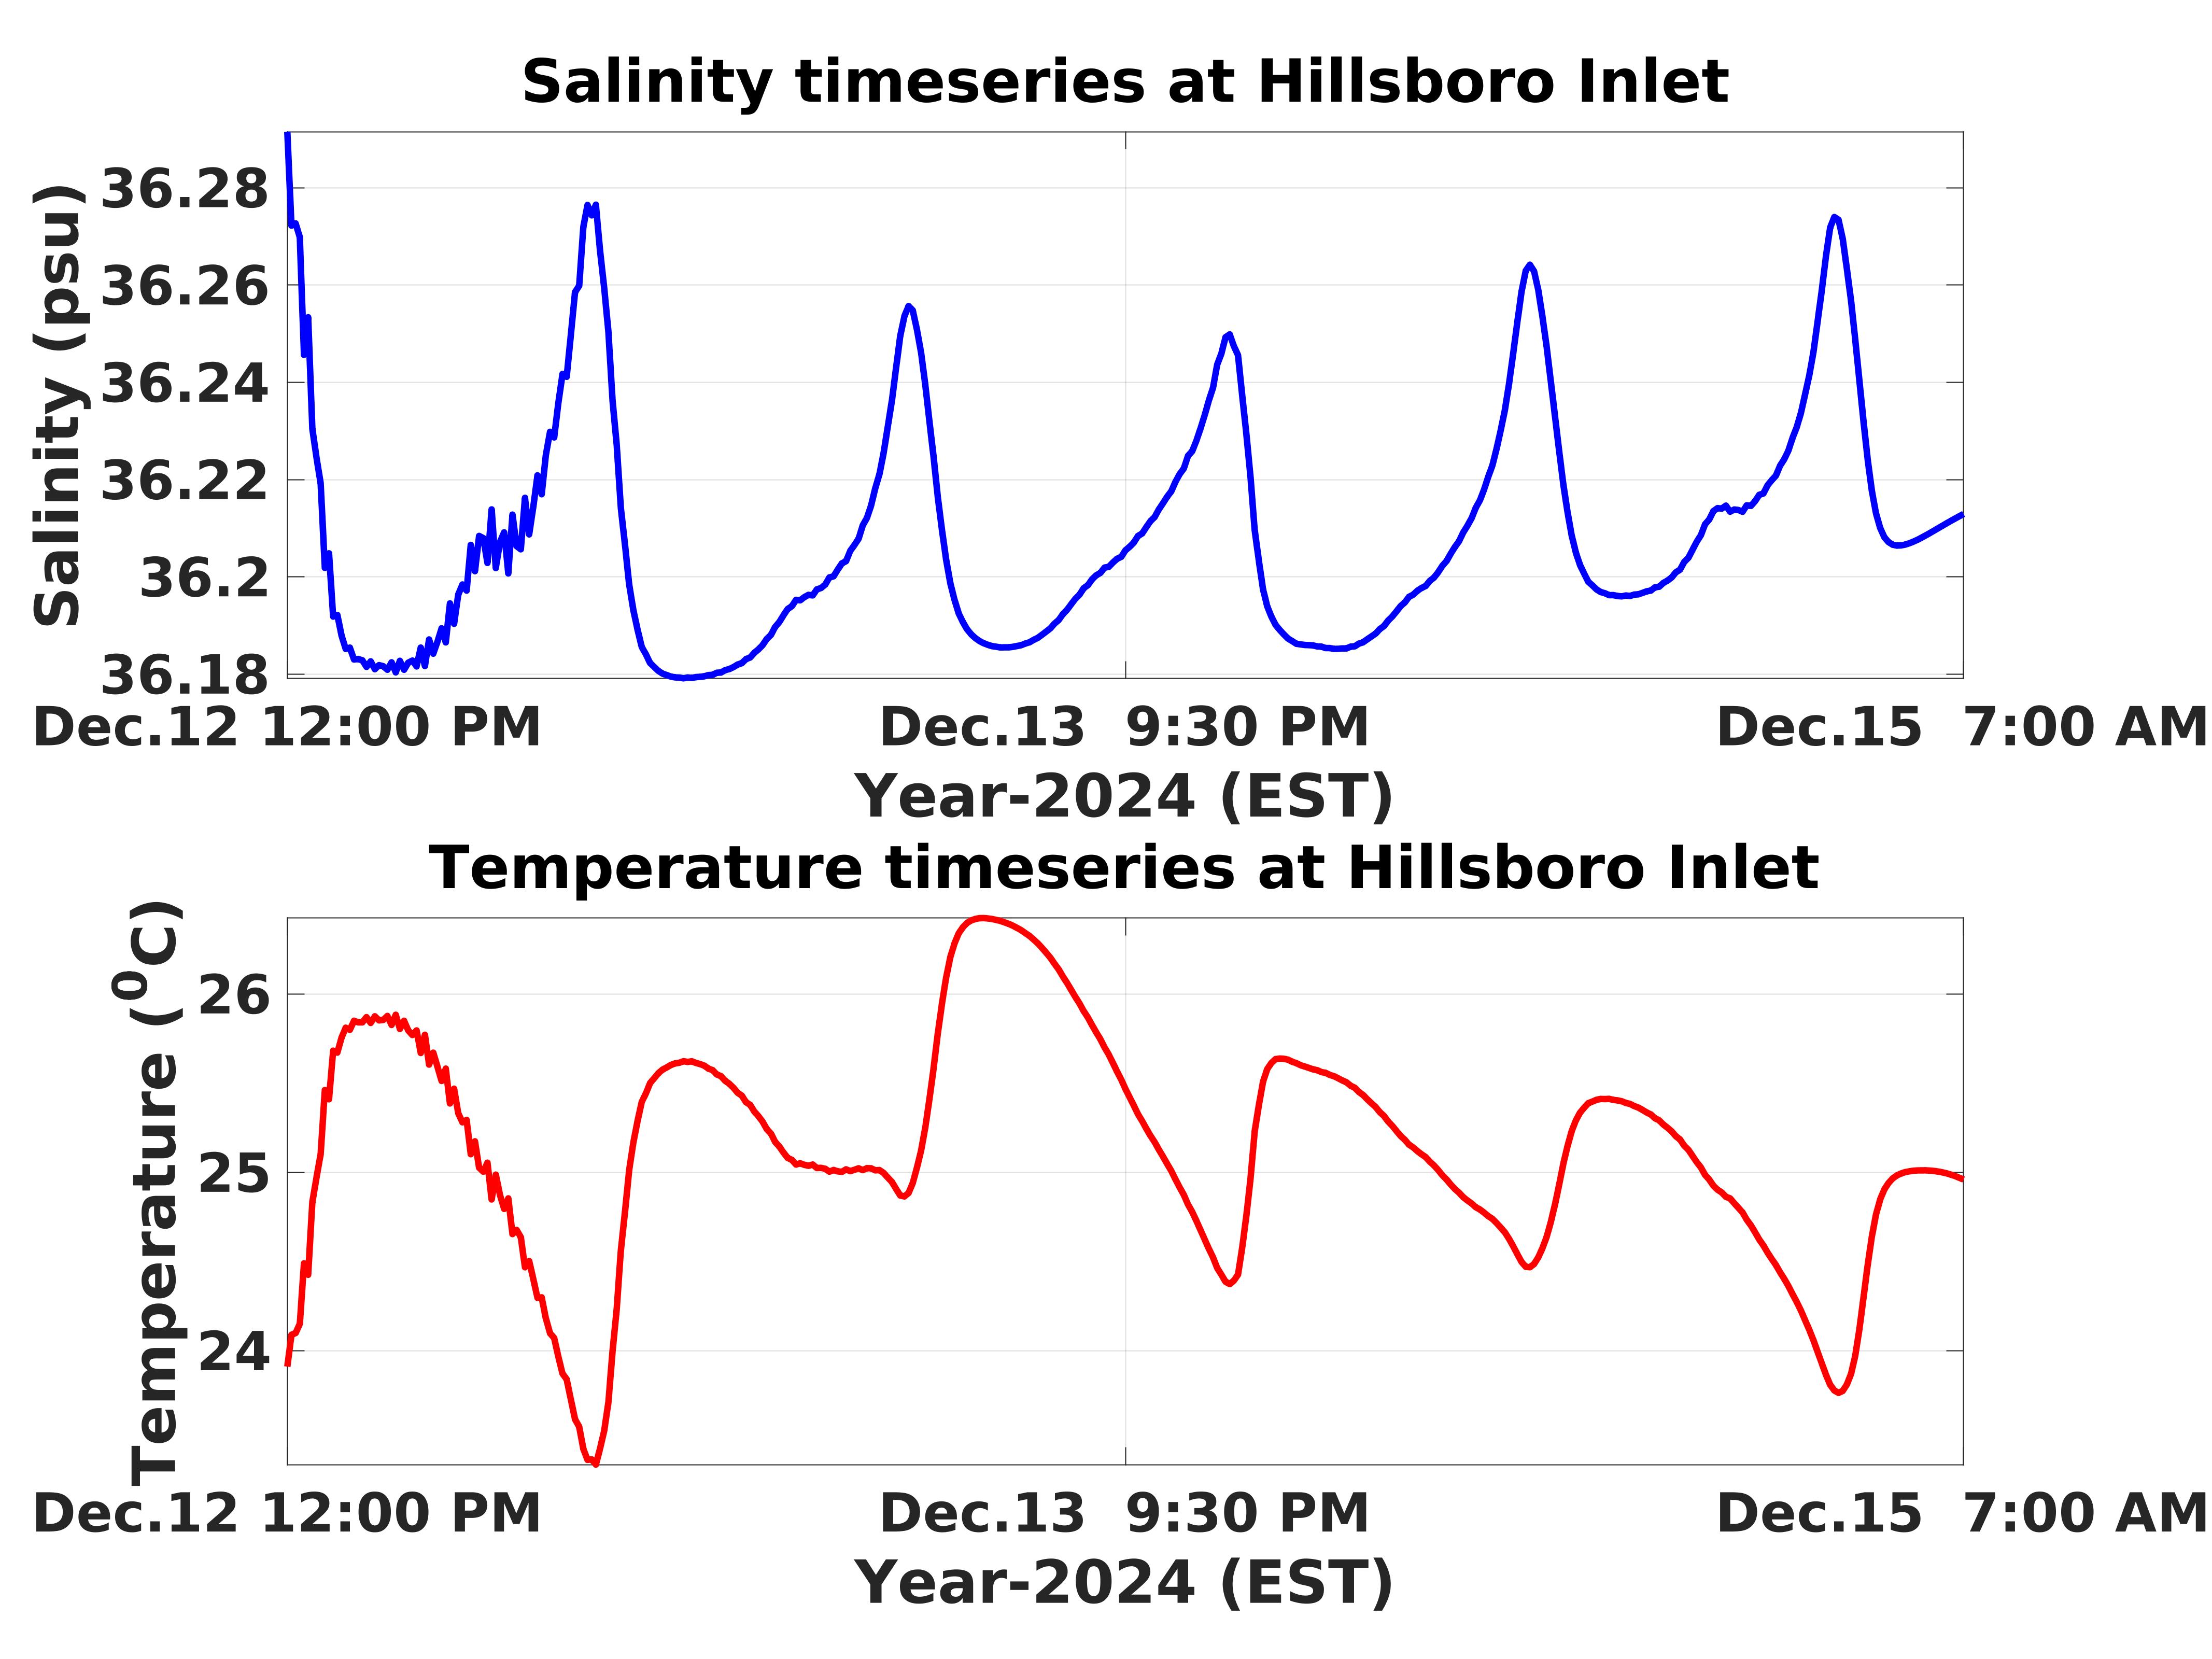 Salinity timeseries at Hillsboro Inlet
Salinity (psu)
36.28
36.26
36.24
36.22
36.2
36.18
Dec.12 12:00 PM Dec.13 9:30 PM Dec.15 7:00 AM
Year-2024 (EST)
Temperature timeseries at Hillsboro Inlet
Temperature (⁰C)
26
25
24
Dec.12 12:00 PM Dec.13 9:30 PM Dec.15 7:00 AM
Year-2024 (EST)